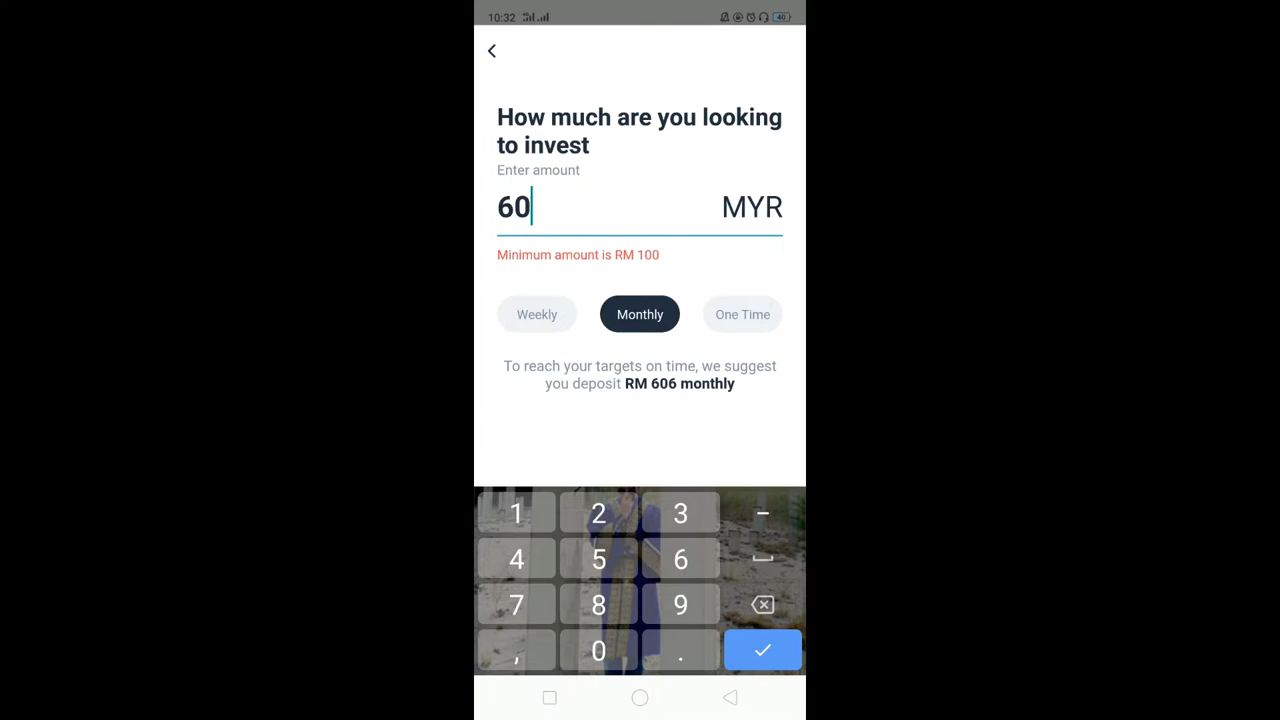 10:32
40
How much are you looking
to invest
Enter amount
60 MYR
Minimum amount is RM 100
Weekly Monthly One Time
To reach your targets on time, we suggest
you deposit RM 606 monthly
1 2 3 -
4 5 6
7 8 9
, 0 .